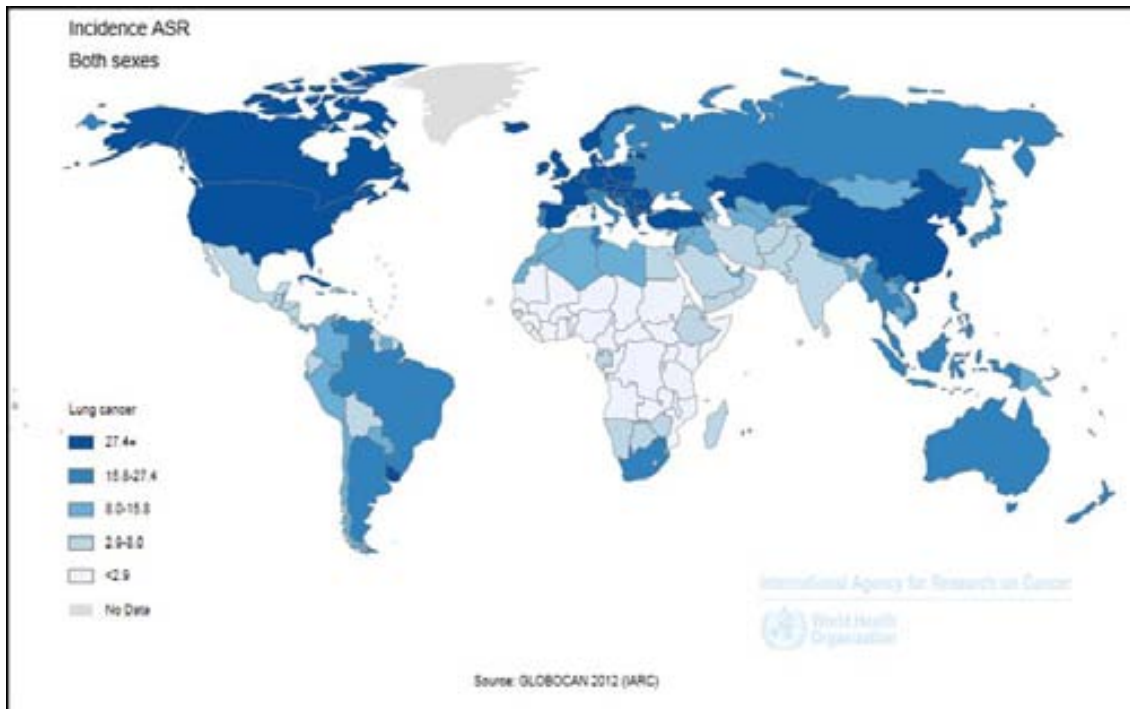 Incidence ASR
Both sexes
Lung cancer
27.4+
15.8-27.4
8.0-15.8
2.9-8.0
<2.9
No Data
International Agency for Research on Cancer
World Health
Organization
Source: GLOBOCAN 2012 (IARC)